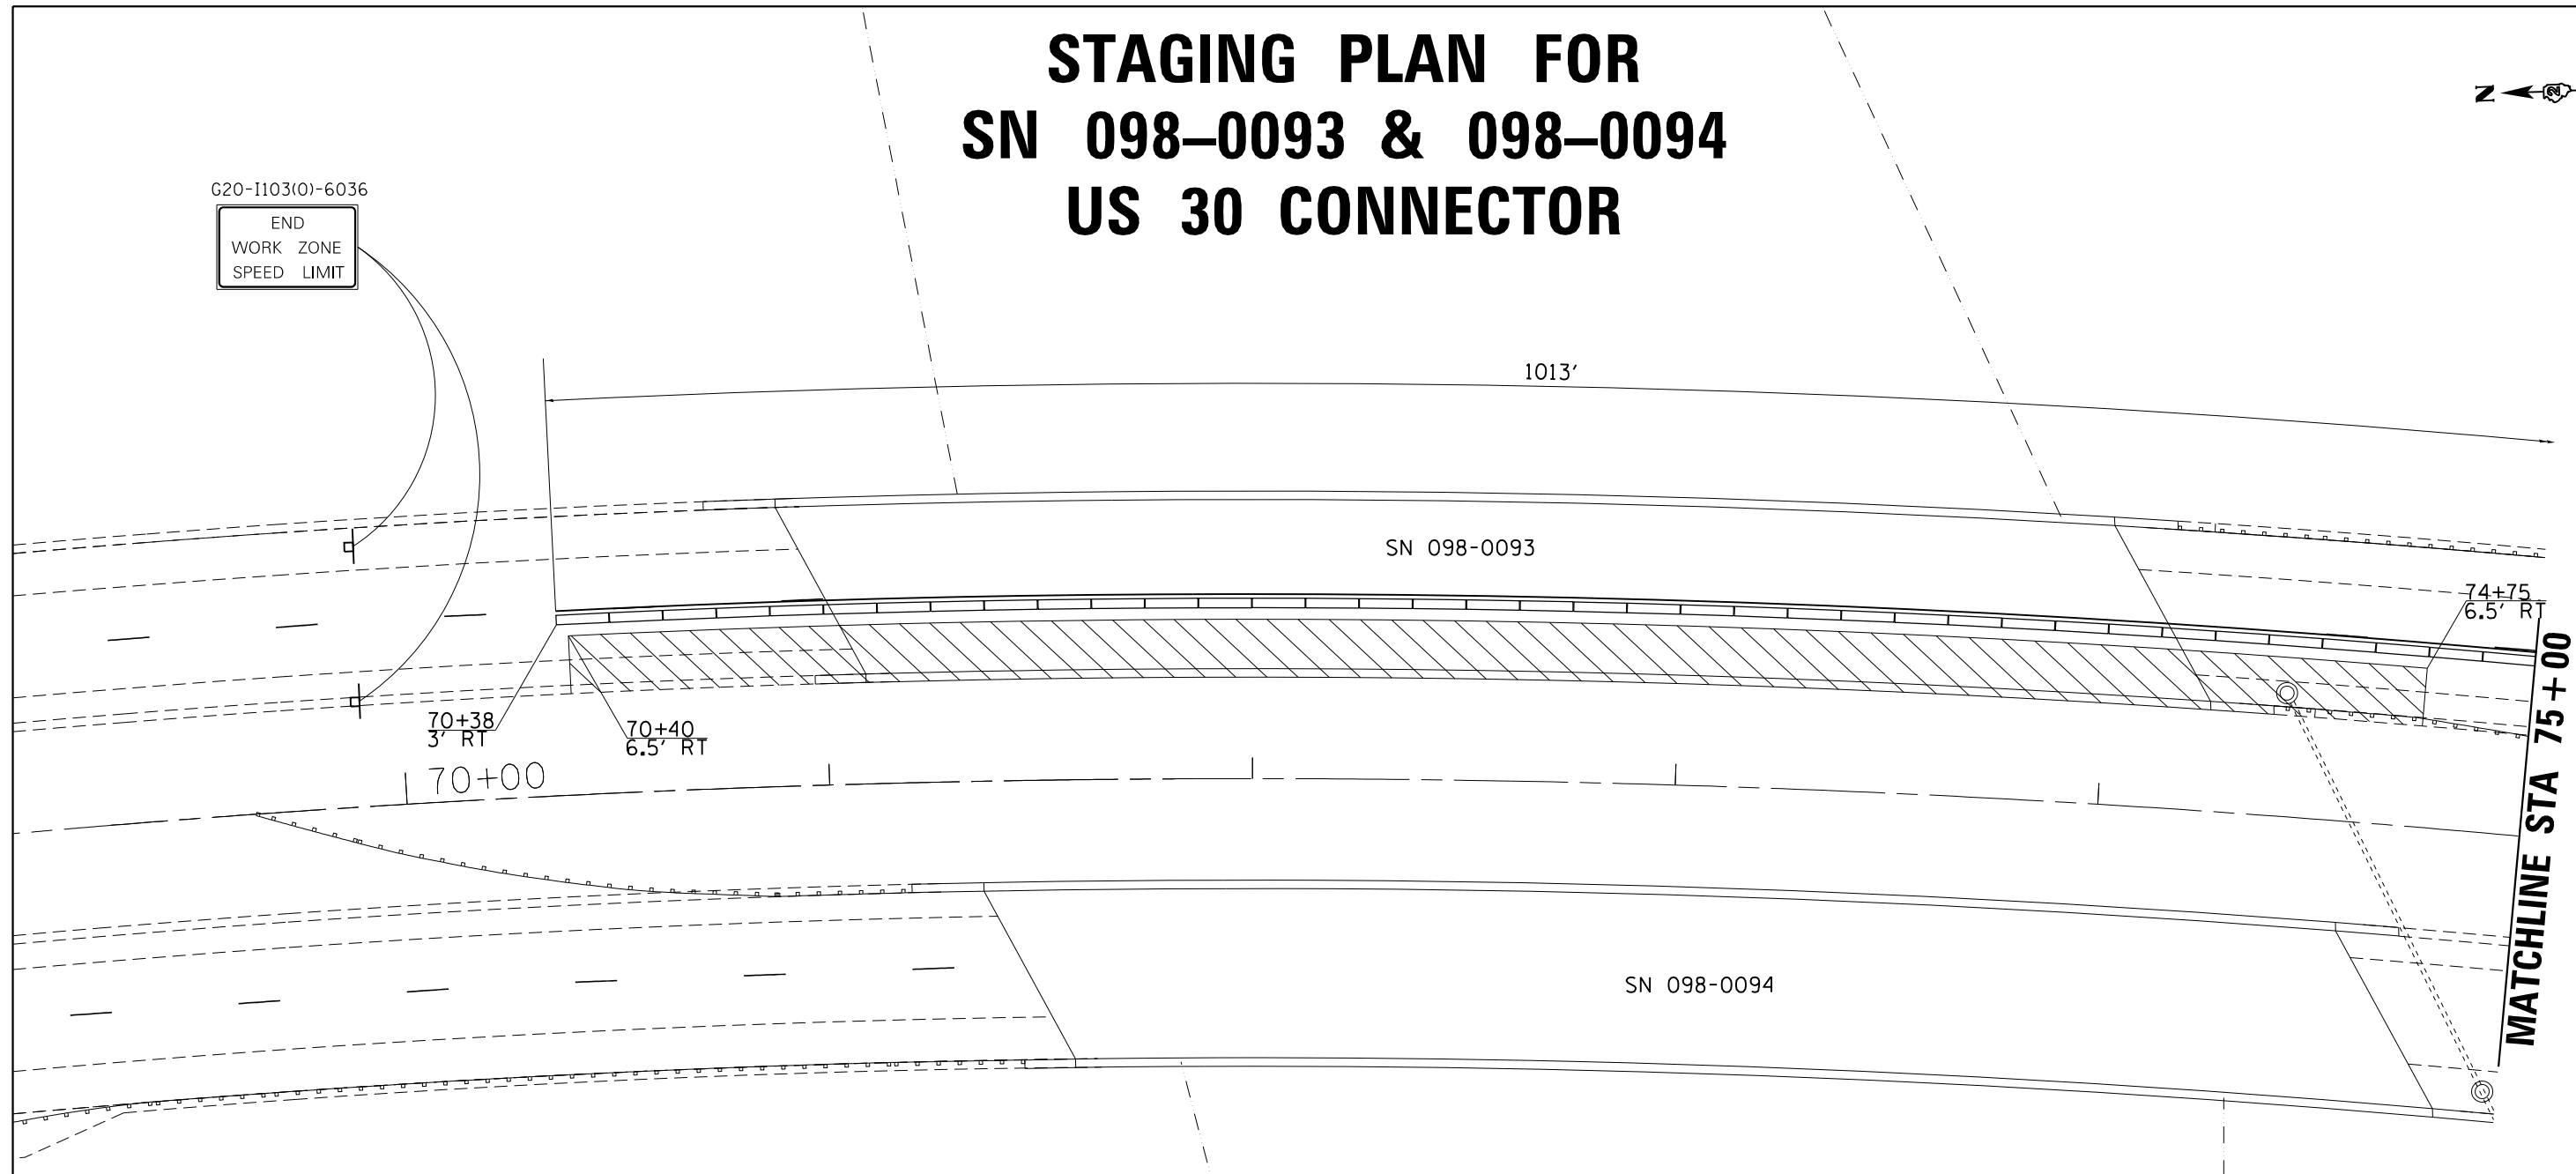 STAGING PLAN FOR
SN 098–0093 & 098–0094
US 30 CONNECTOR
N
2
G20-I103(O)-6036
END
WORK ZONE
SPEED LIMIT
1013'
SN 098-0093
74+75
6.5' RT
70+38
3' RT
70+40
6.5' RT
70+00
MATCHLINE STA 75+00
SN 098-0094